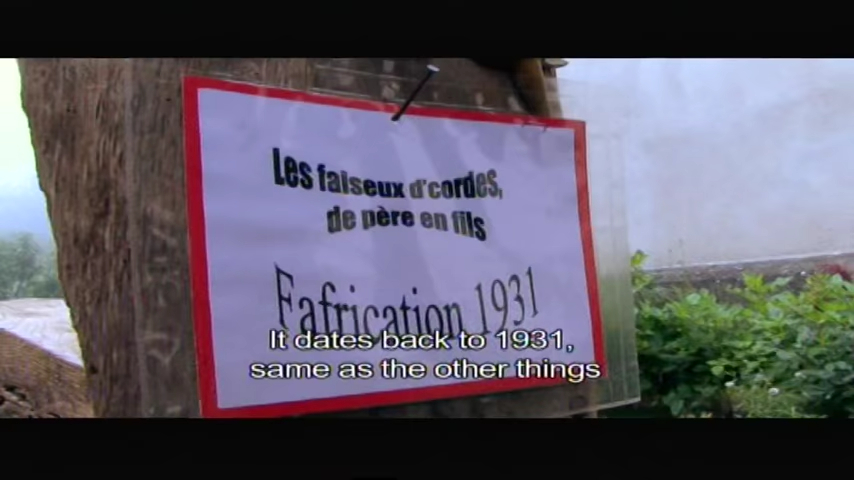 Les faiseux d'cordes,
de père en fils
Fafrication 1931
It dates back to 1931,
same as the other things